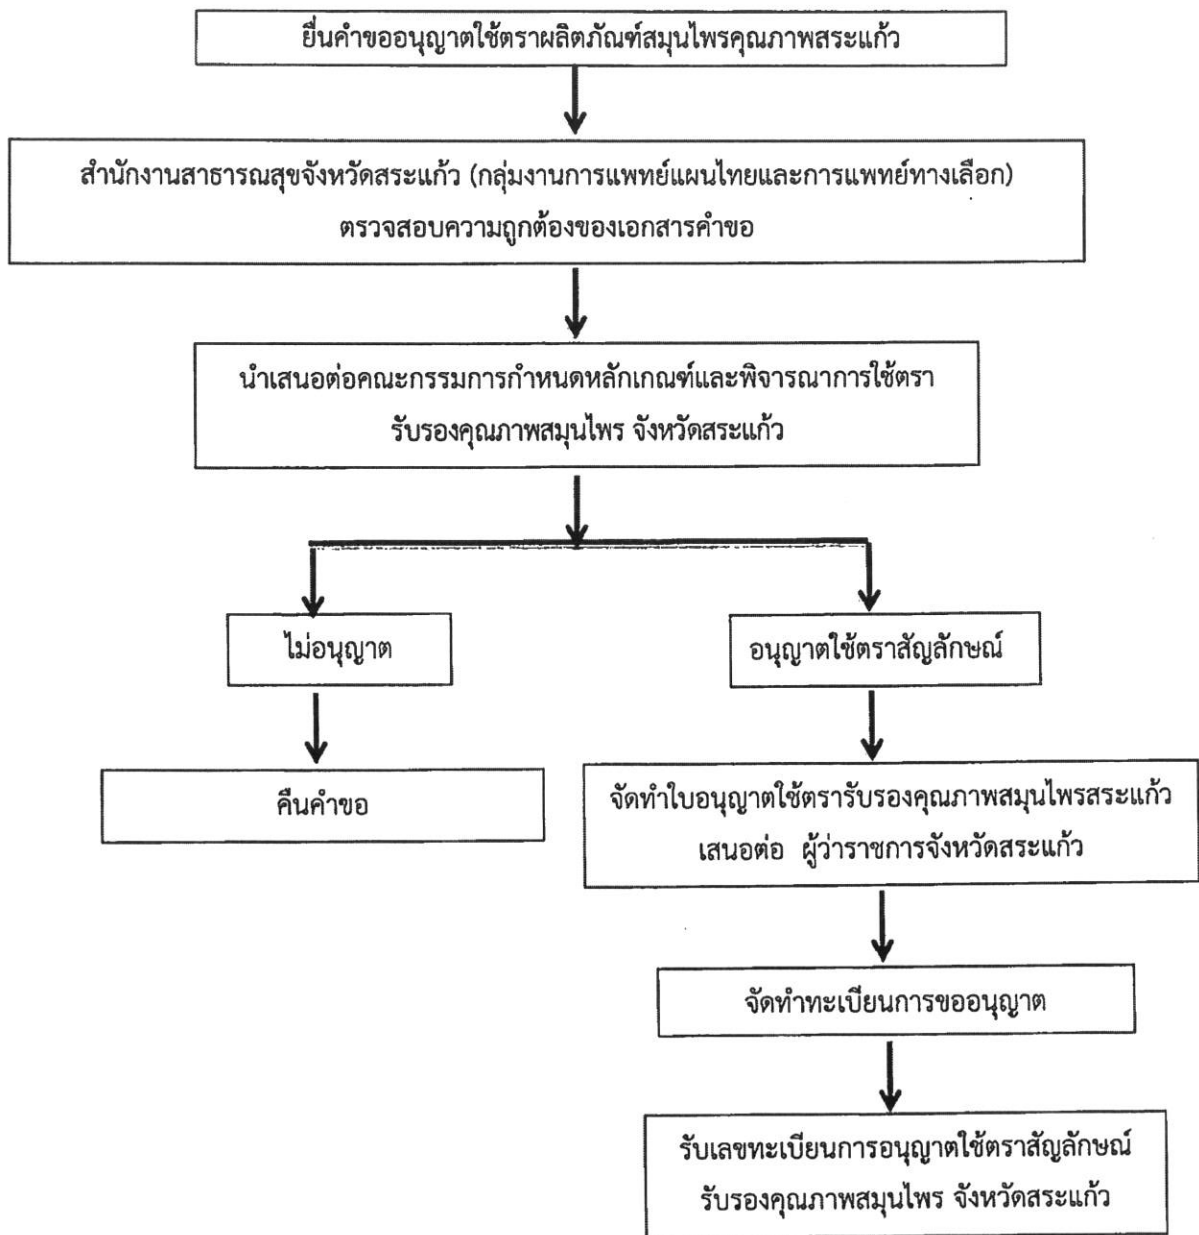 ยื่นคำขออนุญาตใช้ตราผลิตภัณฑ์สมุนไพรคุณภาพสระแก้ว
สำนักงานสาธารณสุขจังหวัดสระแก้ว (กลุ่มงานการแพทย์แผนไทยและการแพทย์ทางเลือก)
ตรวจสอบความถูกต้องของเอกสารคำขอ
นำเสนอต่อคณะกรรมการกำหนดหลักเกณฑ์และพิจารณาการใช้ตรา
รับรองคุณภาพสมุนไพร จังหวัดสระแก้ว
ไม่อนุญาต
อนุญาตใช้ตราสัญลักษณ์
คืนคำขอ
จัดทำใบอนุญาตใช้ตรารับรองคุณภาพสมุนไพรสระแก้ว
เสนอต่อ ผู้ว่าราชการจังหวัดสระแก้ว
จัดทำทะเบียนการขออนุญาต
รับเลขทะเบียนการอนุญาตใช้ตราสัญลักษณ์
รับรองคุณภาพสมุนไพร จังหวัดสระแก้ว